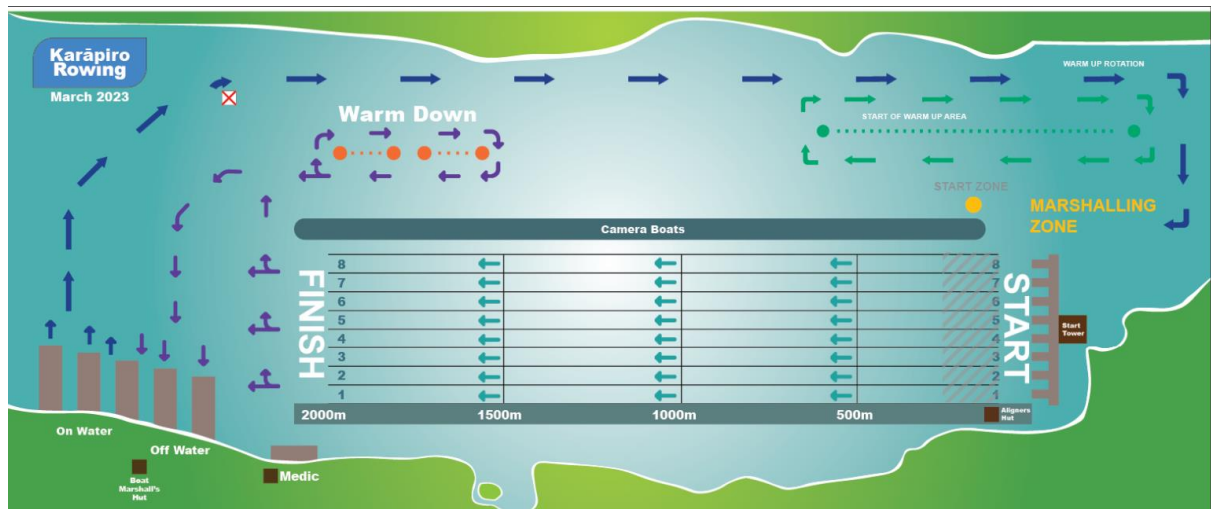 Karāpiro
Rowing
March 2023
WARM UP ROTATION
Warm Down
START OF WARM UP AREA
START ZONE
MARSHALLING
ZONE
Camera Boats
FINISH
8
7
6
5
4
3
2
1
8
7
6
5
4
3
2
1
START
Start
Tower
2000m
1500m
1000m
500m
Aligners
Hut
On Water
Off Water
Boat
Marshall's
Hut
Medic